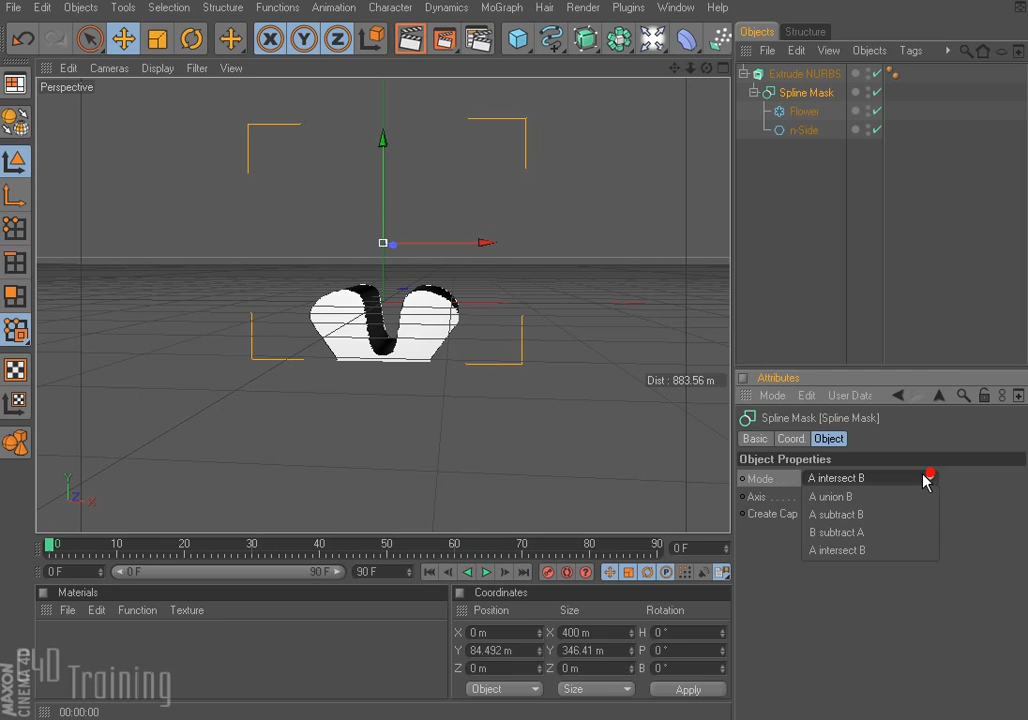 File Edit Objects Tools Selection Structure Functions Animation Character Dynamics MoGraph Hair Render Plugins Window Help
X Y Z
Objects Structure
File Edit View Objects Tags
Edit Cameras Display Filter View
Perspective
Extrude NURBS
Spline Mask
Flower
n-Side
Dist : 883.56 m
Y
Z X
Attributes
Mode Edit User Data
Spline Mask [Spline Mask]
Basic Coord. Object
Object Properties
Mode A intersect B
Axis . . . . . A union B
Create Cap A subtract B
B subtract A
A intersect B
0 10 20 30 40 50 60 70 80 90 0 F
0 F 0 F 90 F 90 F
Materials
File Edit Function Texture
Coordinates
Position Size Rotation
X 0 m X 400 m H 0 °
Y 84.492 m Y 346.41 m P 0 °
Z 0 m Z 0 m B 0 °
Object Size Apply
MAXON
CINEMA 4D
C4D Training
00:00:00